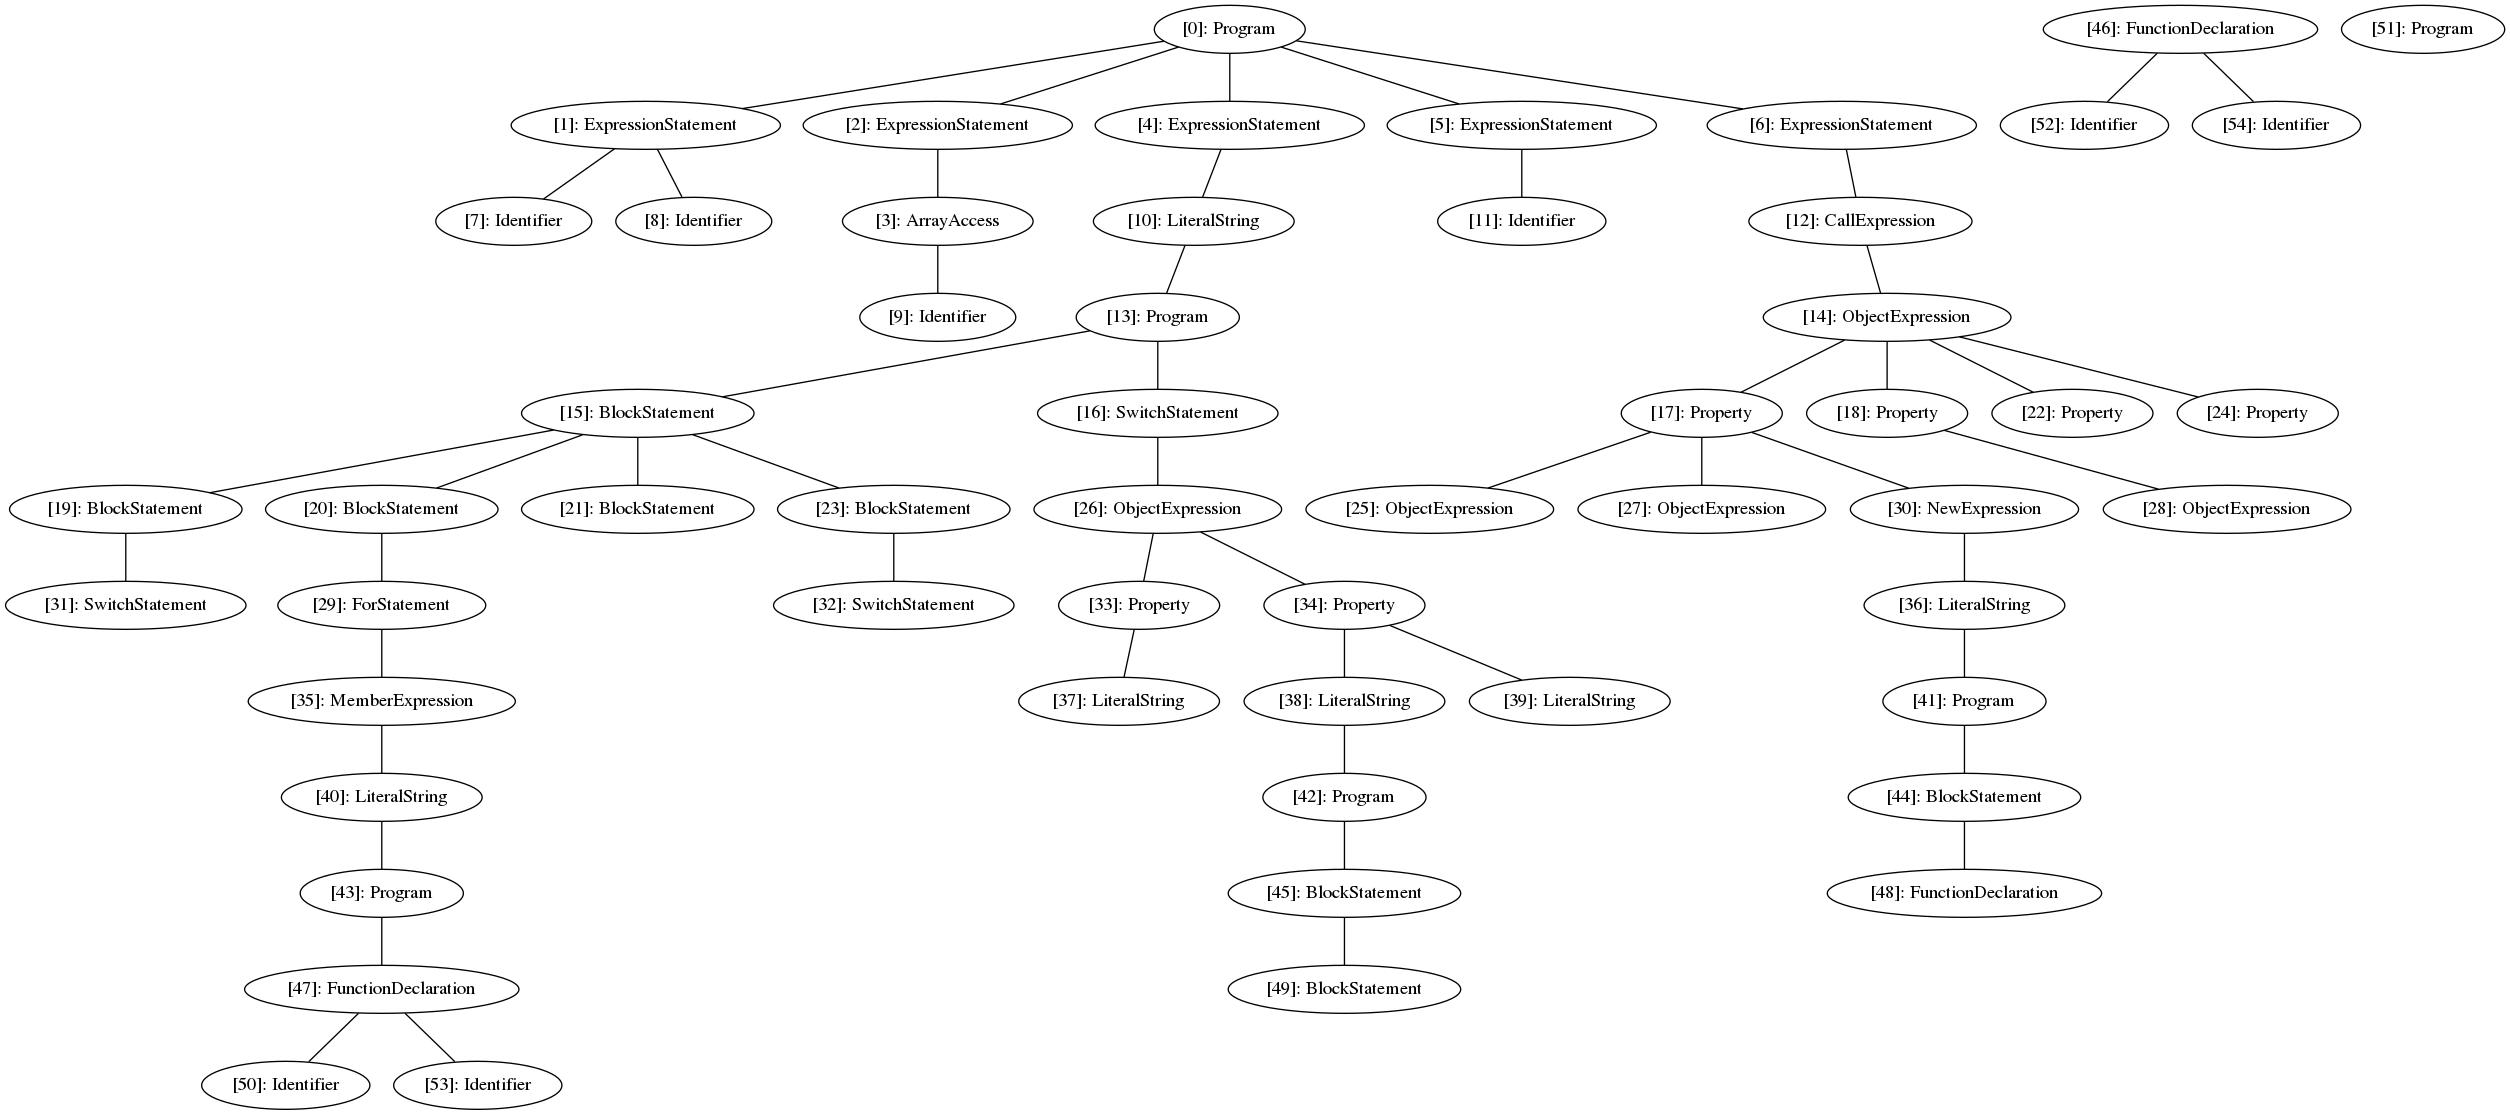 [0]: Program
[46]: FunctionDeclaration
[51]: Program
[1]: ExpressionStatement
[2]: ExpressionStatement
[4]: ExpressionStatement
[5]: ExpressionStatement
[6]: ExpressionStatement
[52]: Identifier
[54]: Identifier
[7]: Identifier
[8]: Identifier
[3]: ArrayAccess
[10]: LiteralString
[11]: Identifier
[12]: CallExpression
[9]: Identifier
[13]: Program
[14]: ObjectExpression
[15]: BlockStatement
[16]: SwitchStatement
[17]: Property
[18]: Property
[22]: Property
[24]: Property
[19]: BlockStatement
[20]: BlockStatement
[21]: BlockStatement
[23]: BlockStatement
[26]: ObjectExpression
[25]: ObjectExpression
[27]: ObjectExpression
[30]: NewExpression
[28]: ObjectExpression
[31]: SwitchStatement
[29]: ForStatement
[32]: SwitchStatement
[33]: Property
[34]: Property
[36]: LiteralString
[35]: MemberExpression
[37]: LiteralString
[38]: LiteralString
[39]: LiteralString
[41]: Program
[40]: LiteralString
[42]: Program
[44]: BlockStatement
[43]: Program
[45]: BlockStatement
[48]: FunctionDeclaration
[47]: FunctionDeclaration
[49]: BlockStatement
[50]: Identifier
[53]: Identifier